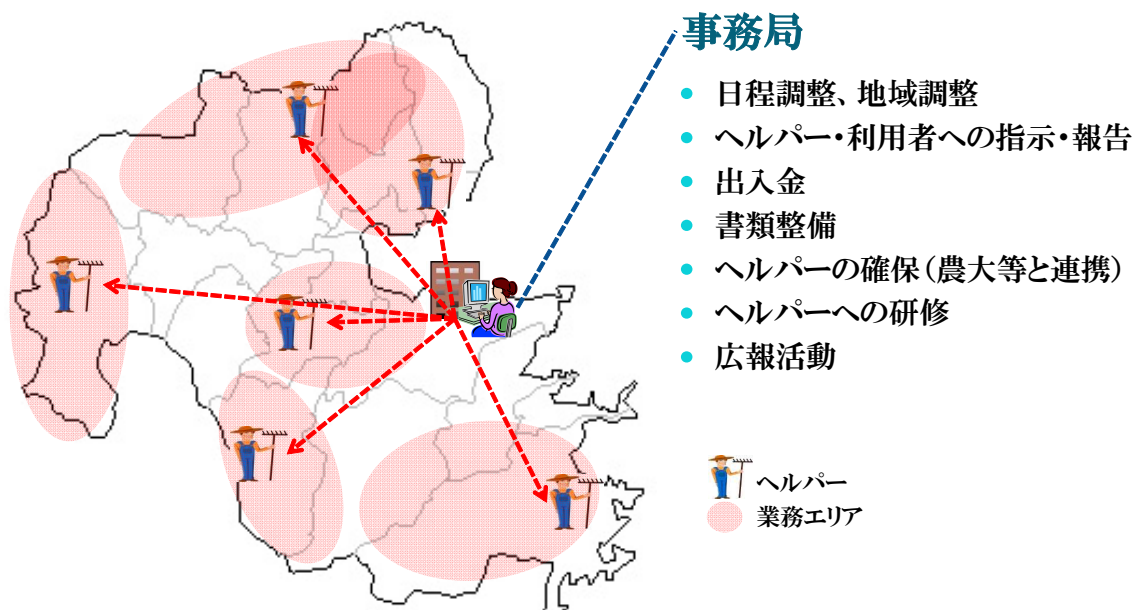 事務局
• 日程調整、地域調整
• ヘルパー・利用者への指示・報告
• 出入金
• 書類整備
• ヘルパーの確保(農大等と連携)
• ヘルパーへの研修
• 広報活動
ヘルパー
業務エリア